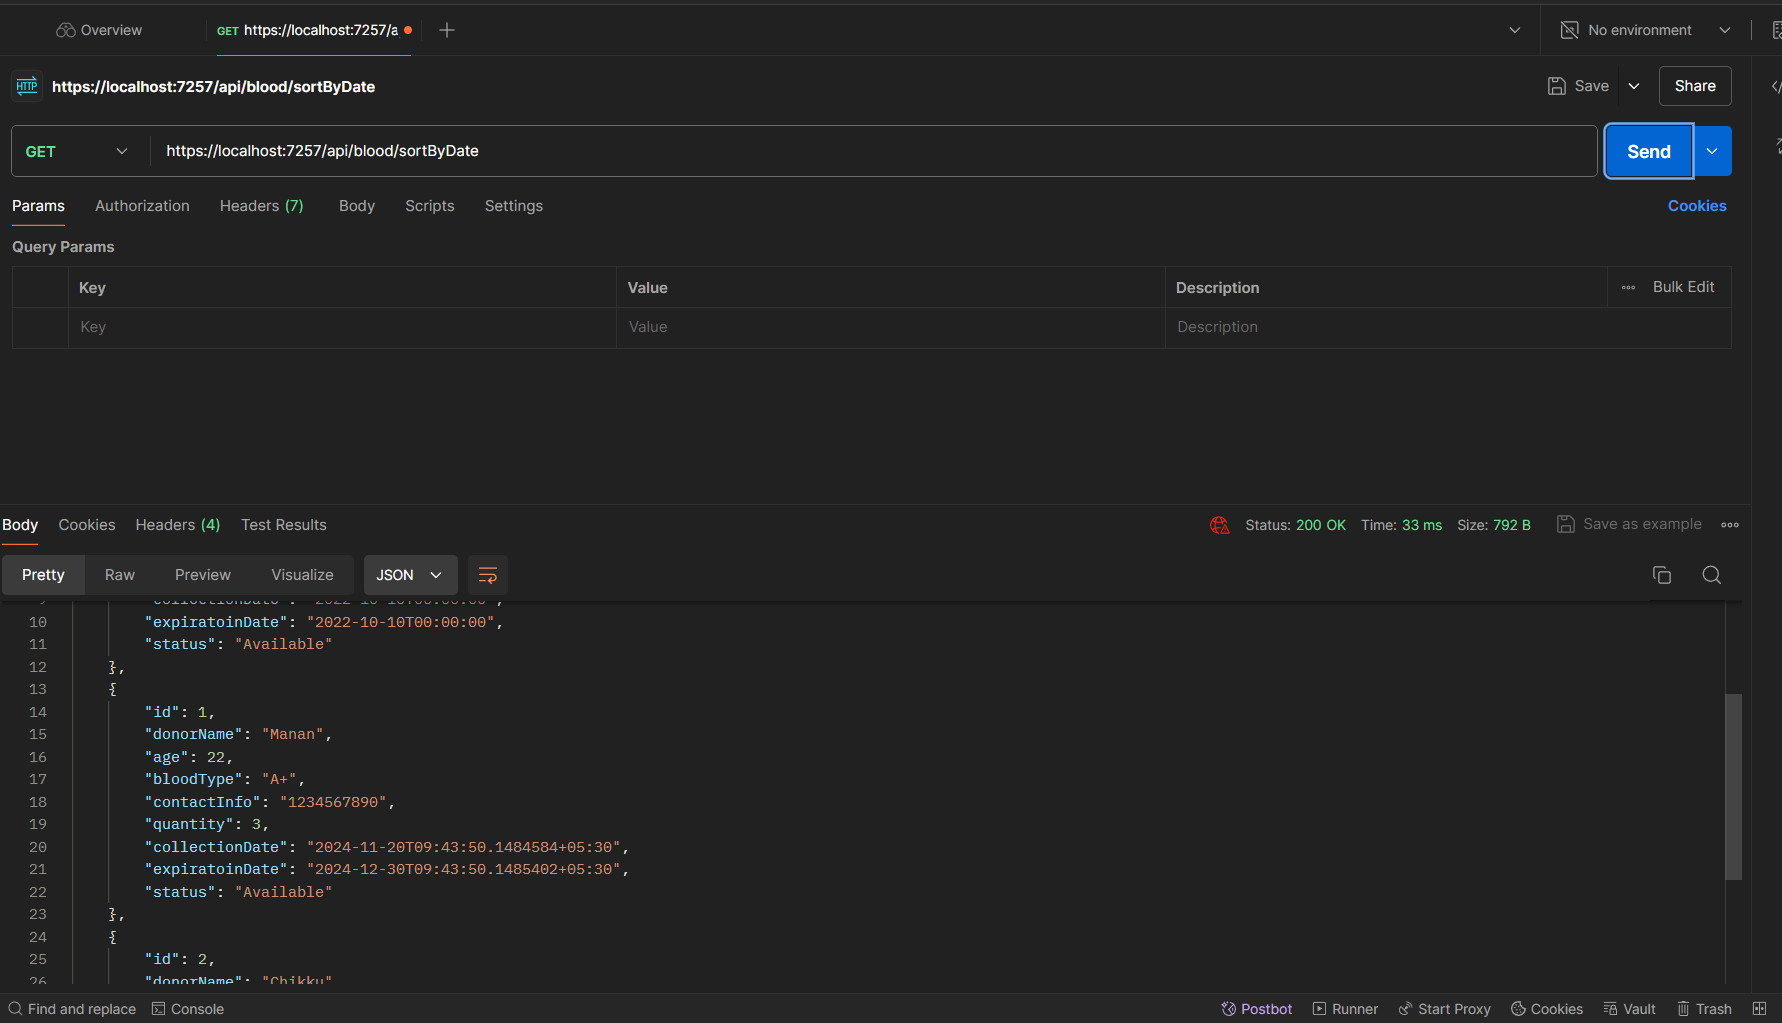 Overview
GET https://localhost:7257/a
No environment
HTTP https://localhost:7257/api/blood/sortByDate
Save
Share
GET https://localhost:7257/api/blood/sortByDate
Send
Params Authorization Headers (7) Body Scripts Settings
Cookies
Query Params
Key Value Description Bulk Edit
Key Value Description
Body Cookies Headers (4) Test Results
Status: 200 OK Time: 33 ms Size: 792 B Save as example
Pretty Raw Preview Visualize JSON
10 "expiratoinDate": "2022-10-10T00:00:00",
11 "status": "Available"
12 },
13 {
14 "id": 1,
15 "donorName": "Manan",
16 "age": 22,
17 "bloodType": "A+",
18 "contactInfo": "1234567890",
19 "quantity": 3,
20 "collectionDate": "2024-11-20T09:43:50.1484584+05:30",
21 "expiratoinDate": "2024-12-30T09:43:50.1485402+05:30",
22 "status": "Available"
23 },
24 {
25 "id": 2,
26 "donorName": "Chikku"
Find and replace Console
Postbot Runner Start Proxy Cookies Vault Trash